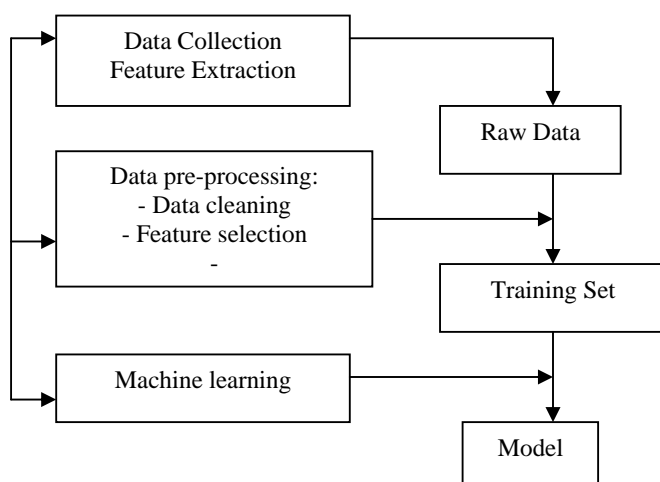 Data Collection
Feature Extraction
Raw Data
Data pre-processing:
- Data cleaning
- Feature selection
-
Training Set
Machine learning
Model